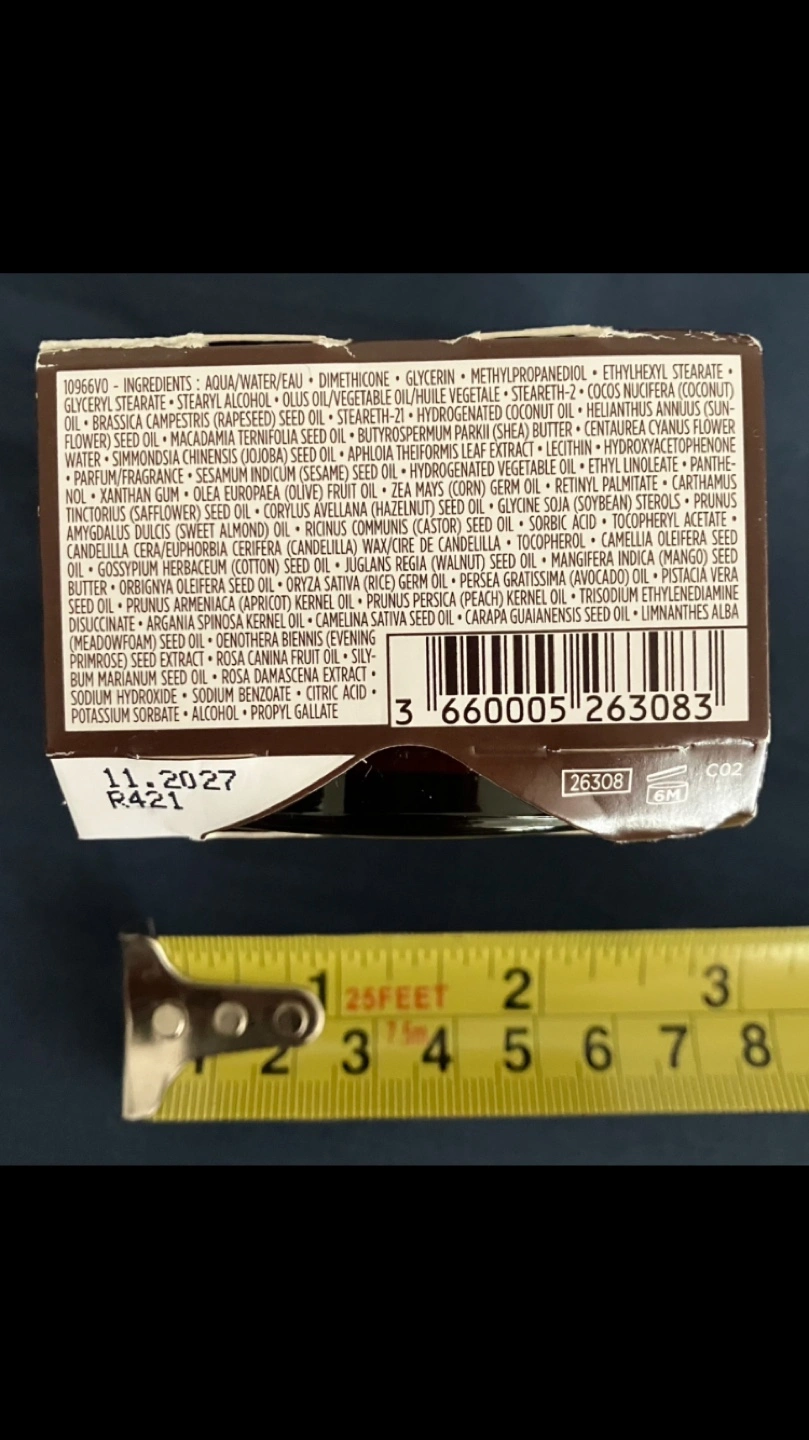 10966V0 - INGREDIENTS : AQUA/WATER/EAU • DIMETHICONE • GLYCERIN • METHYLPROPANEDIOL • ETHYLHEXYL STEARATE •
GLYCERYL STEARATE • STEARYL ALCOHOL • OLUS OIL/VEGETABLE OIL/HUILE VEGETALE • STEARETH-2 • COCOS NUCIFERA (COCONUT)
OIL • BRASSICA CAMPESTRIS (RAPESEED) SEED OIL • STEARETH-21 • HYDROGENATED COCONUT OIL • HELIANTHUS ANNUUS (SUN-
FLOWER) SEED OIL • MACADAMIA TERNIFOLIA SEED OIL • BUTYROSPERMUM PARKII (SHEA) BUTTER • CENTAUREA CYANUS FLOWER
WATER • SIMMONDSIA CHINENSIS (JOJOBA) SEED OIL • APHLOIA THEIFORMIS LEAF EXTRACT • LECITHIN • HYDROXYACETOPHENONE
• PARFUM/FRAGRANCE • SESAMUM INDICUM (SESAME) SEED OIL • HYDROGENATED VEGETABLE OIL • ETHYL LINOLEATE • PANTHE-
NOL • XANTHAN GUM • OLEA EUROPAEA (OLIVE) FRUIT OIL • ZEA MAYS (CORN) GERM OIL • RETINYL PALMITATE • CARTHAMUS
TINCTORIUS (SAFFLOWER) SEED OIL • CORYLUS AVELLANA (HAZELNUT) SEED OIL • GLYCINE SOJA (SOYBEAN) STEROLS • PRUNUS
AMYGDALUS DULCIS (SWEET ALMOND) OIL • RICINUS COMMUNIS (CASTOR) SEED OIL • SORBIC ACID • TOCOPHERYL ACETATE •
CANDELILLA CERA/EUPHORBIA CERIFERA (CANDELILLA) WAX/CIRE DE CANDELILLA • TOCOPHEROL • CAMELLIA OLEIFERA SEED
OIL • GOSSYPIUM HERBACEUM (COTTON) SEED OIL • JUGLANS REGIA (WALNUT) SEED OIL • MANGIFERA INDICA (MANGO) SEED
BUTTER • ORBIGNYA OLEIFERA SEED OIL • ORYZA SATIVA (RICE) GERM OIL • PERSEA GRATISSIMA (AVOCADO) OIL • PISTACIA VERA
SEED OIL • PRUNUS ARMENIACA (APRICOT) KERNEL OIL • PRUNUS PERSICA (PEACH) KERNEL OIL • TRISODIUM ETHYLENEDIAMINE
DISUCCINATE • ARGANIA SPINOSA KERNEL OIL • CAMELINA SATIVA SEED OIL • CARAPA GUAIANENSIS SEED OIL • LIMNANTHES ALBA
(MEADOWFOAM) SEED OIL • OENOTHERA BIENNIS (EVENING
PRIMROSE) SEED EXTRACT • ROSA CANINA FRUIT OIL • SILY-
BUM MARIANUM SEED OIL • ROSA DAMASCENA EXTRACT •
SODIUM HYDROXIDE • SODIUM BENZOATE • CITRIC ACID •
POTASSIUM SORBATE • ALCOHOL • PROPYL GALLATE
3 660005 263083
11.2027
R421
26308
6M
C02
1 25FEET 2 3
7.5m
1 2 3 4 5 6 7 8